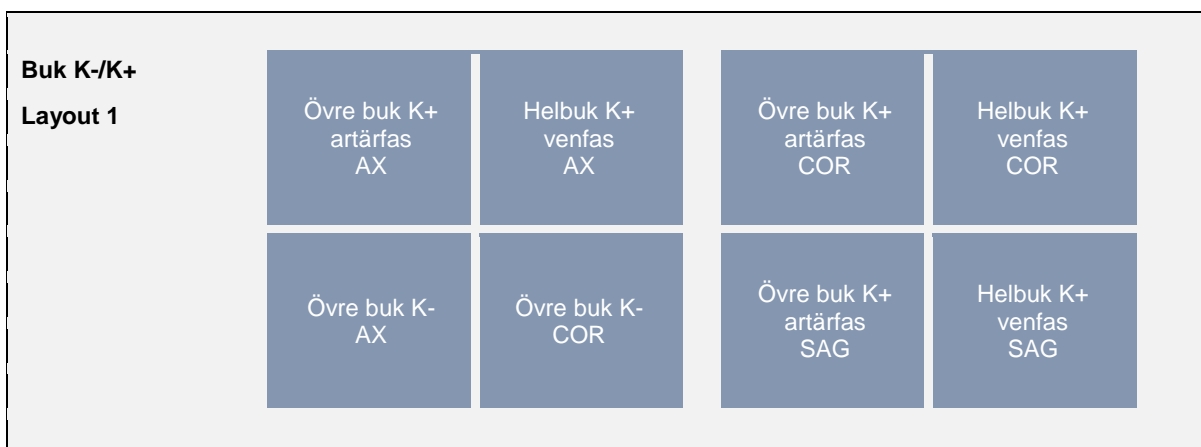 Buk K-/K+
Layout 1
Övre buk K+
artärfas
AX
Helbuk K+
venfas
AX
Övre buk K+
artärfas
COR
Helbuk K+
venfas
COR
Övre buk K-
AX
Övre buk K-
COR
Övre buk K+
artärfas
SAG
Helbuk K+
venfas
SAG